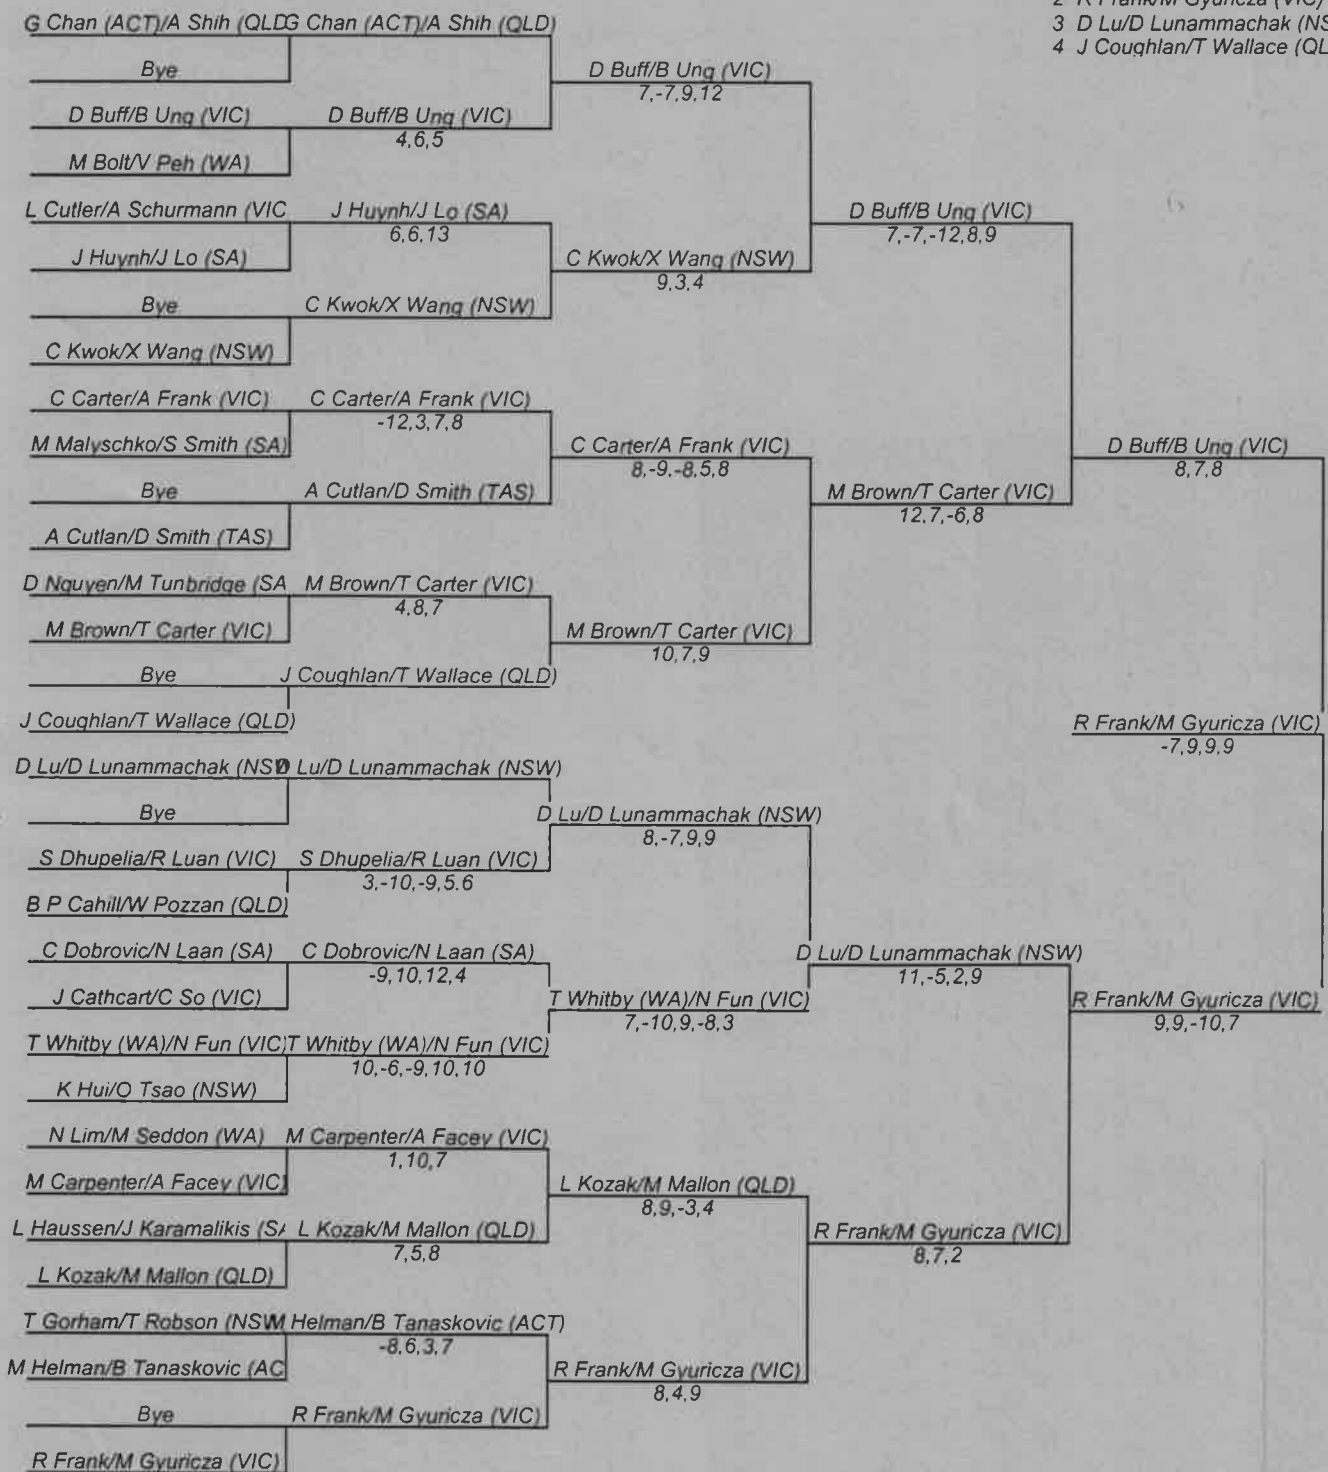 2 R Frank/M Gyuricza (VIC)
3 D Lu/D Lunammachak (NS
4 J Coughlan/T Wallace (QL
G Chan (ACT)/A Shih (QLD
G Chan (ACT)/A Shih (QLD)
Bye
D Buff/B Ung (VIC)
7,-7,9,12
D Buff/B Ung (VIC)
D Buff/B Ung (VIC)
4,6,5
M Bolt/V Peh (WA)
L Cutler/A Schurmann (VIC
J Huynh/J Lo (SA)
6,6,13
D Buff/B Ung (VIC)
7,-7,-12,8,9
J Huynh/J Lo (SA)
C Kwok/X Wang (NSW)
9,3,4
Bye
C Kwok/X Wang (NSW)
C Kwok/X Wang (NSW)
C Carter/A Frank (VIC)
C Carter/A Frank (VIC)
-12,3,7,8
M Malyschko/S Smith (SA)
C Carter/A Frank (VIC)
8,-9,-8,5,8
D Buff/B Ung (VIC)
8,7,8
Bye
A Cutlan/D Smith (TAS)
M Brown/T Carter (VIC)
12,7,-6,8
A Cutlan/D Smith (TAS)
D Nguyen/M Tunbridge (SA
M Brown/T Carter (VIC)
4,8,7
M Brown/T Carter (VIC)
M Brown/T Carter (VIC)
10,7,9
Bye
J Coughlan/T Wallace (QLD)
J Coughlan/T Wallace (QLD)
R Frank/M Gyuricza (VIC)
-7,9,9,9
D Lu/D Lunammachak (NSW
D Lu/D Lunammachak (NSW)
Bye
D Lu/D Lunammachak (NSW)
8,-7,9,9
S Dhupelia/R Luan (VIC)
S Dhupelia/R Luan (VIC)
3,-10,-9,5,6
B P Cahill/W Pozzan (QLD)
C Dobrovic/N Laan (SA)
C Dobrovic/N Laan (SA)
-9,10,12,4
D Lu/D Lunammachak (NSW)
11,-5,2,9
J Cathcart/C So (VIC)
T Whitby (WA)/N Fun (VIC)
7,-10,9,-8,3
R Frank/M Gyuricza (VIC)
9,9,-10,7
T Whitby (WA)/N Fun (VIC)
T Whitby (WA)/N Fun (VIC)
10,-6,-9,10,10
K Hui/O Tsao (NSW)
N Lim/M Seddon (WA)
M Carpenter/A Facey (VIC)
1,10,7
M Carpenter/A Facey (VIC)
L Kozak/M Mallon (QLD)
8,9,-3,4
L Haussen/J Karamalikis (SA
L Kozak/M Mallon (QLD)
7,5,8
R Frank/M Gyuricza (VIC)
8,7,2
L Kozak/M Mallon (QLD)
T Gorham/T Robson (NSW
M Helman/B Tanaskovic (ACT)
-8,6,3,7
M Helman/B Tanaskovic (AC
R Frank/M Gyuricza (VIC)
8,4,9
Bye
R Frank/M Gyuricza (VIC)
R Frank/M Gyuricza (VIC)